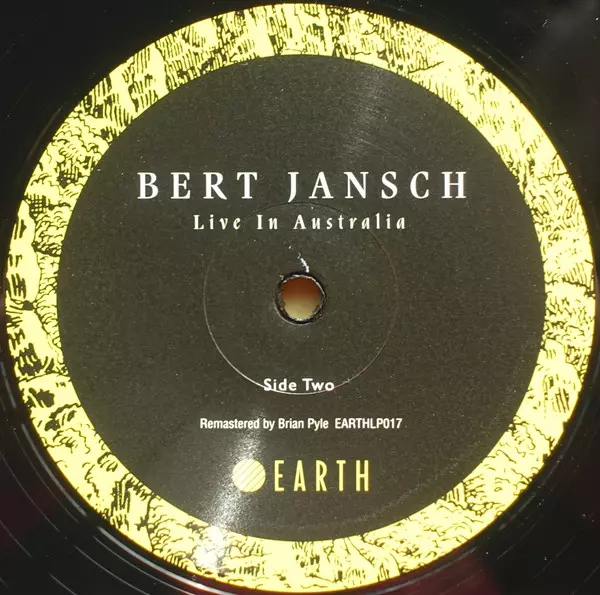 BERT JANSCH
Live In Australia
Side Two
Remastered by Brian Pyle EARTHLP017
EARTH